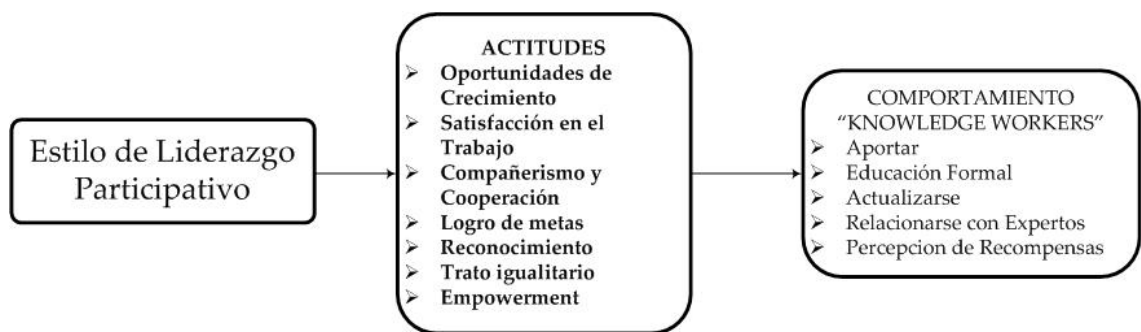 Estilo de Liderazgo
Participativo
ACTITUDES
➢ Oportunidades de
Crecimiento
➢ Satisfacción en el
Trabajo
➢ Compañerismo y
Cooperación
➢ Logro de metas
➢ Reconocimiento
➢ Trato igualitario
➢ Empowerment
COMPORTAMIENTO
“KNOWLEDGE WORKERS”
➢ Aportar
➢ Educación Formal
➢ Actualizarse
➢ Relacionarse con Expertos
➢ Percepcion de Recompensas